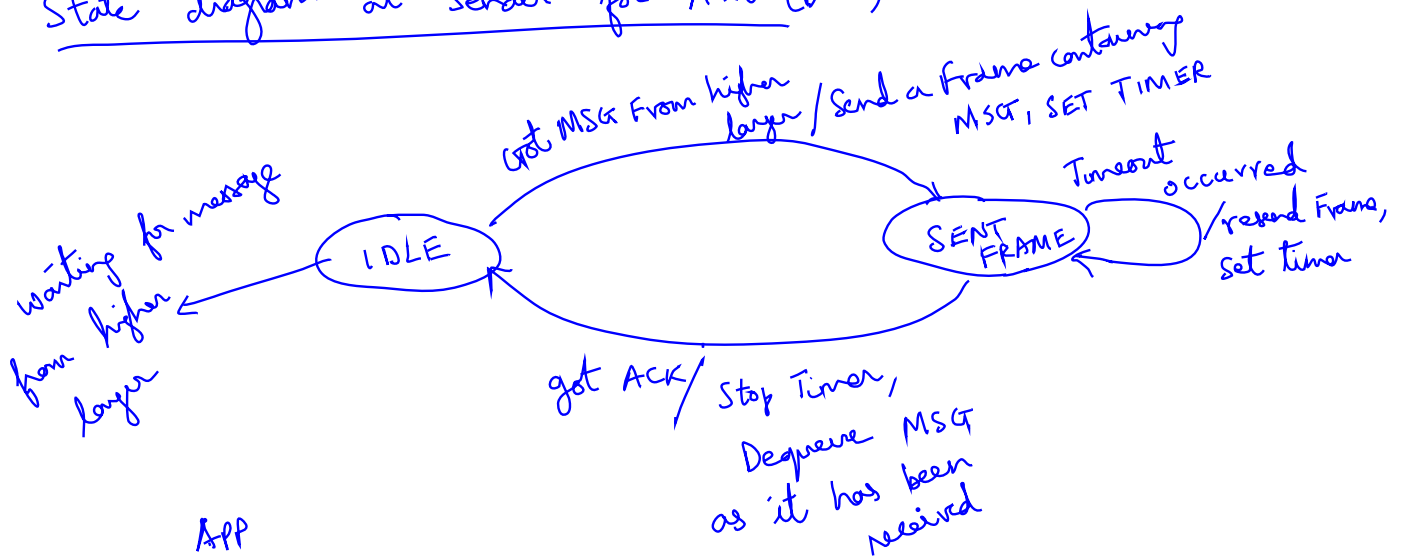 State diagram at sender for
Got MSG From higher
layer / Send a Frame containing
MSG, SET TIMER
Timeout
occurred
/ resend Frame,
set timer
waiting for message
from higher
layer
IDLE
SENT
FRAME
got ACK / Stop Timer,
Dequeue MSG
as it has been
received
APP